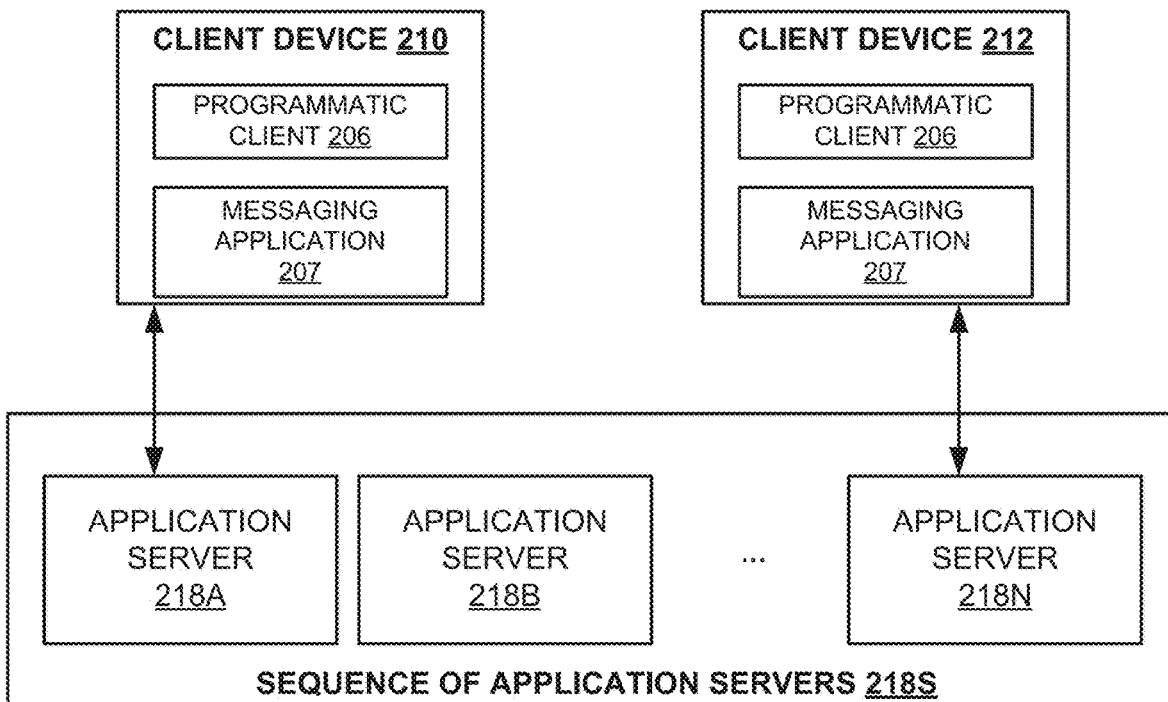 CLIENT DEVICE 210
PROGRAMMATIC
CLIENT 206
MESSAGING
APPLICATION
207
CLIENT DEVICE 212
PROGRAMMATIC
CLIENT 206
MESSAGING
APPLICATION
207
APPLICATION
SERVER
218A
APPLICATION
SERVER
218B
...
APPLICATION
SERVER
218N
SEQUENCE OF APPLICATION SERVERS 218S